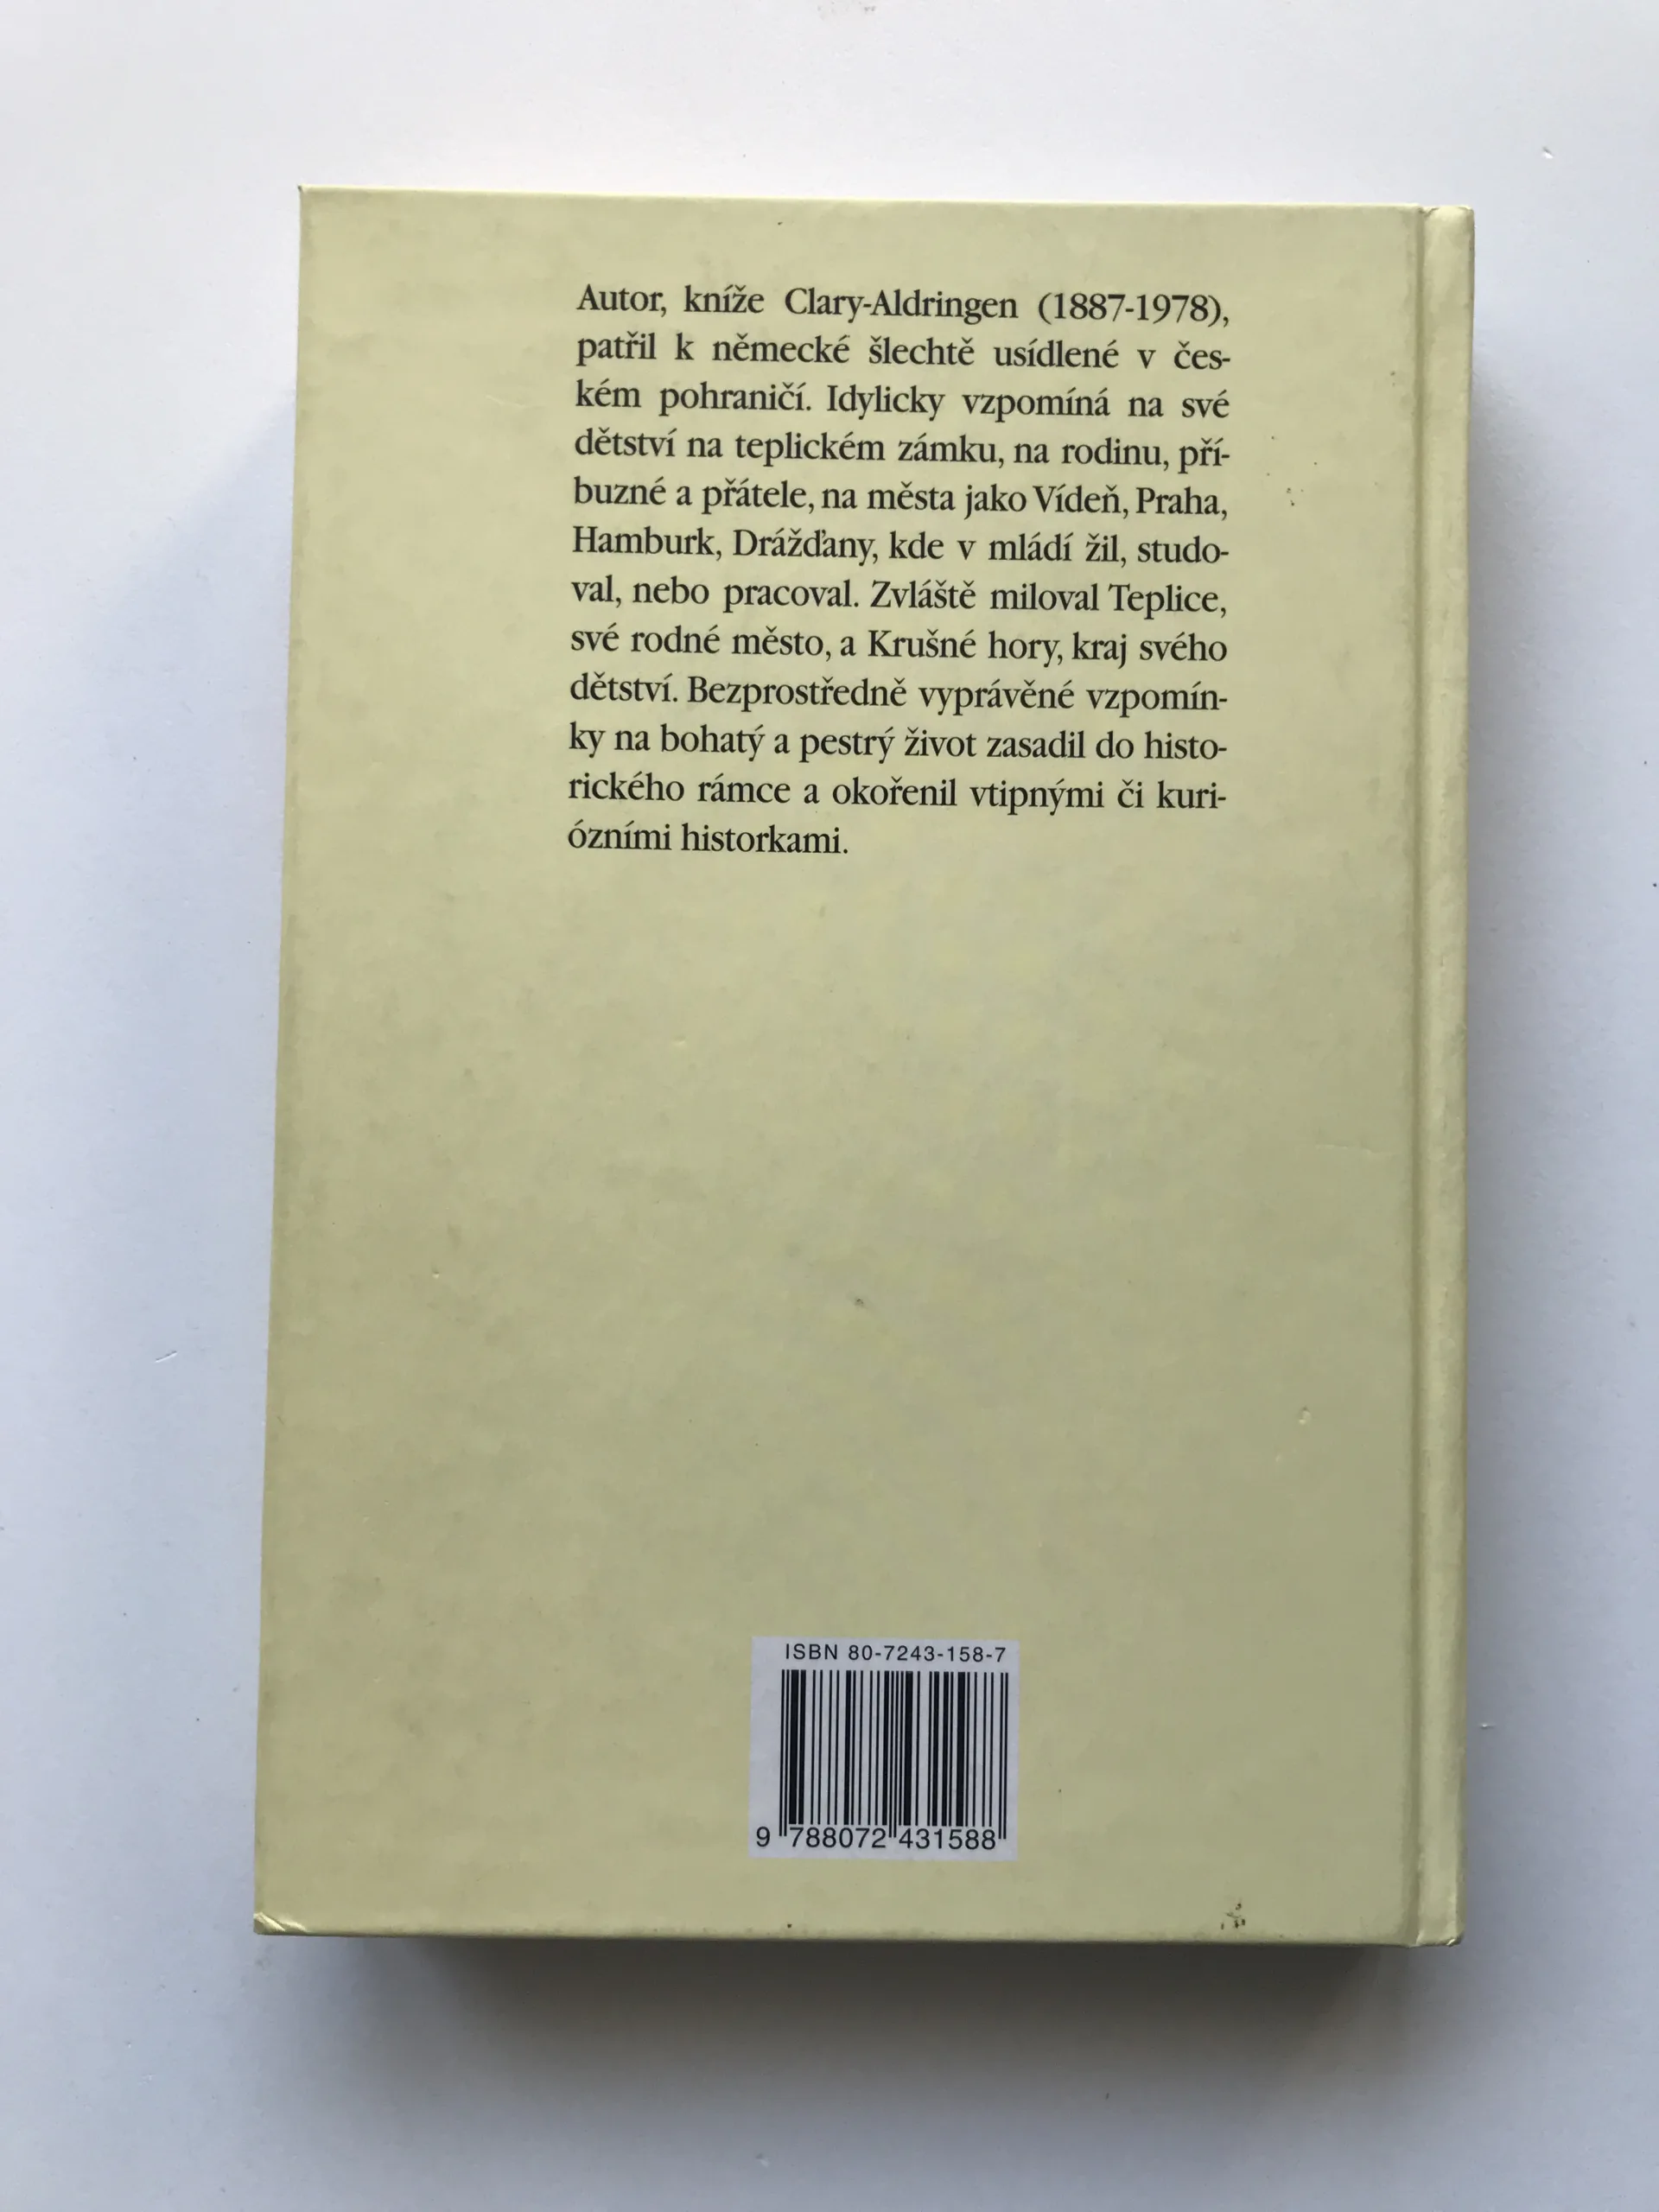 Autor, kníže Clary-Aldringen (1887-1978),
patřil k německé šlechtě usídlené v čes-
kém pohraničí. Idylicky vzpomíná na své
dětství na teplickém zámku, na rodinu, pří-
buzné a přátele, na města jako Vídeň, Praha,
Hamburk, Drážďany, kde v mládí žil, studo-
val, nebo pracoval. Zvláště miloval Teplice,
své rodné město, a Krušné hory, kraj svého
dětství. Bezprostředně vyprávěné vzpomín-
ky na bohatý a pestrý život zasadil do histo-
rického rámce a okořenil vtipnými či kuri-
ózními historkami.
ISBN 80-7243-158-7
9 788072 431588